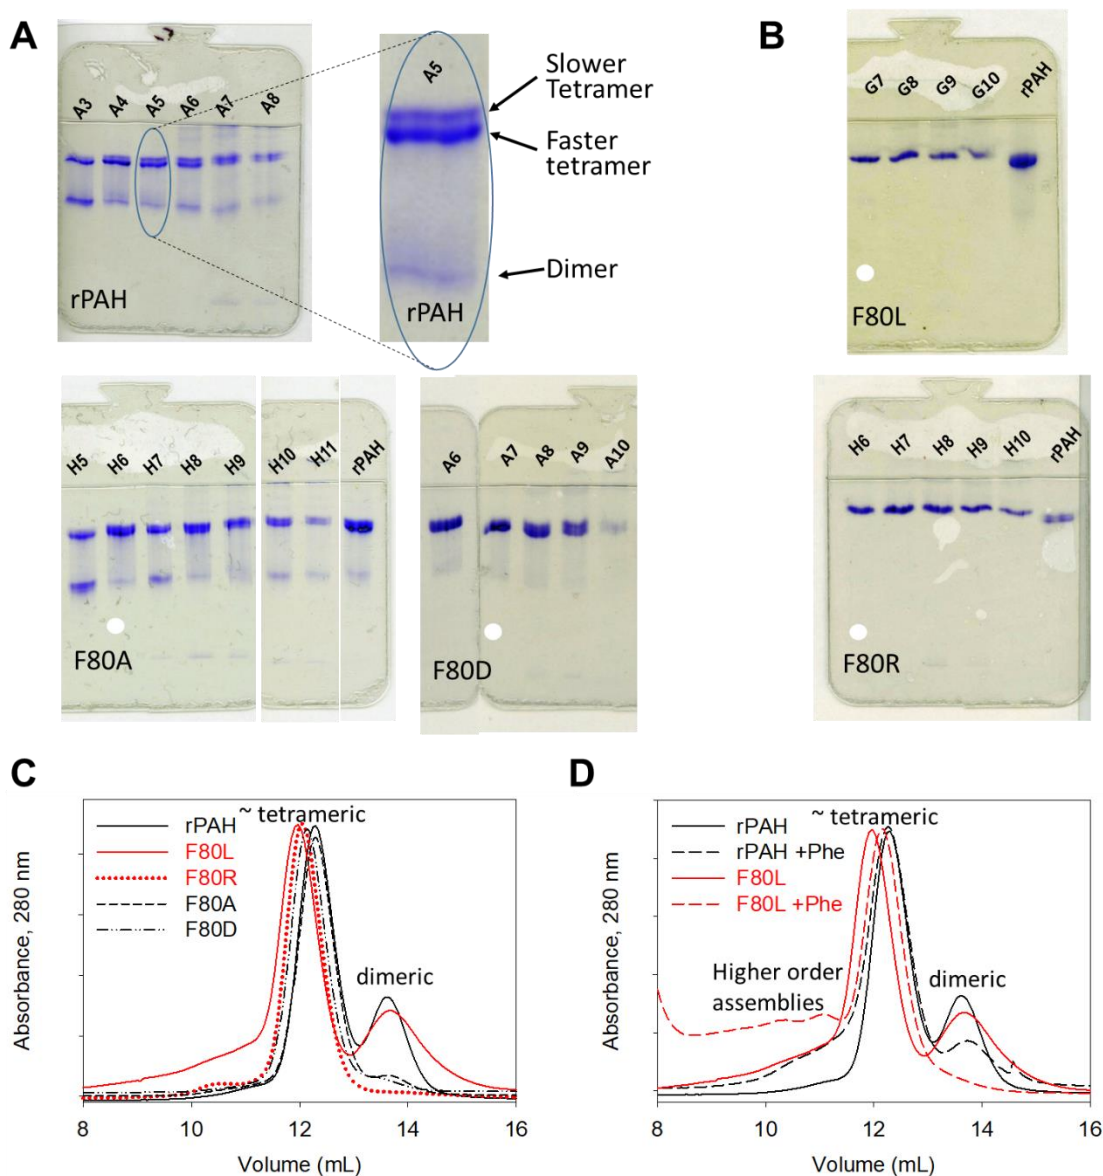 A
A3 A4 A5 A6 A7 A8
rPAH
A5
rPAH
Slower
Tetramer
Faster
tetramer
Dimer
B
G7 G8 G9 G10 rPAH
F80L
H5 H6 H7 H8 H9 H10 H11 rPAH
F80A
A6 A7 A8 A9 A10
F80D
H6 H7 H8 H9 H10 rPAH
F80R
C
Absorbance, 280 nm
rPAH
F80L
F80R
F80A
F80D
~ tetrameric
dimeric
8 10 12 14 16
Volume (mL)
D
Absorbance, 280 nm
rPAH
rPAH +Phe
F80L
F80L +Phe
~ tetrameric
Higher order
assemblies
dimeric
8 10 12 14 16
Volume (mL)